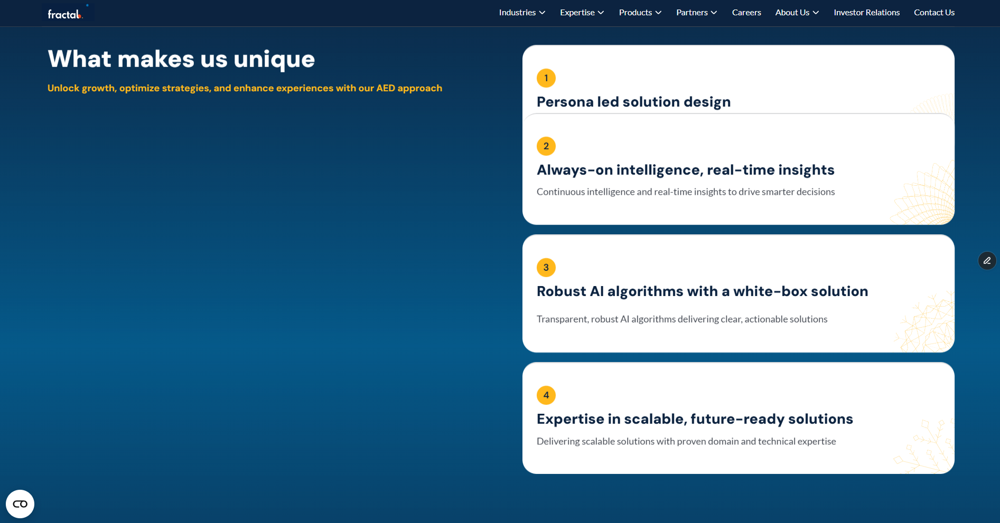 fractal.
Industries
Expertise
Products
Partners
Careers
About Us
Investor Relations
Contact Us
What makes us unique
Unlock growth, optimize strategies, and enhance experiences with our AED approach
1
Persona led solution design
2
Always-on intelligence, real-time insights
Continuous intelligence and real-time insights to drive smarter decisions
3
Robust AI algorithms with a white-box solution
Transparent, robust AI algorithms delivering clear, actionable solutions
4
Expertise in scalable, future-ready solutions
Delivering scalable solutions with proven domain and technical expertise